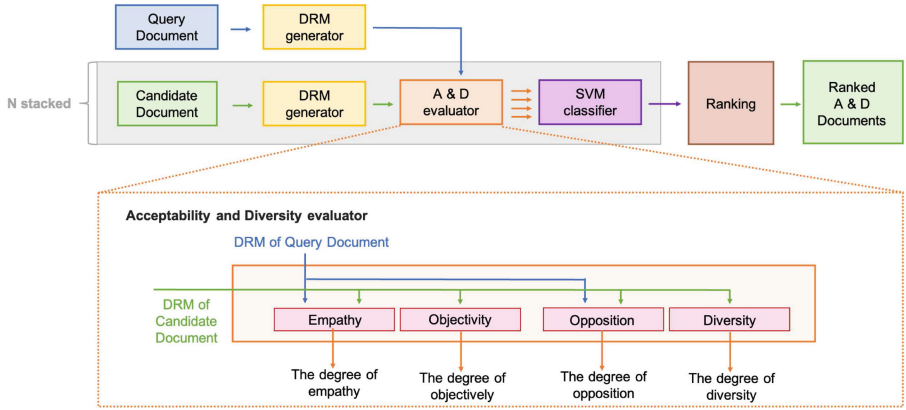 Query
Document
DRM
generator
N stacked
Candidate
Document
DRM
generator
A & D
evaluator
SVM
classifier
Ranking
Ranked
A & D
Documents
Acceptability and Diversity evaluator
DRM of Query Document
DRM of
Candidate
Document
Empathy
Objectivity
Opposition
Diversity
The degree of
empathy
The degree of
objectively
The degree of
opposition
The degree of
diversity